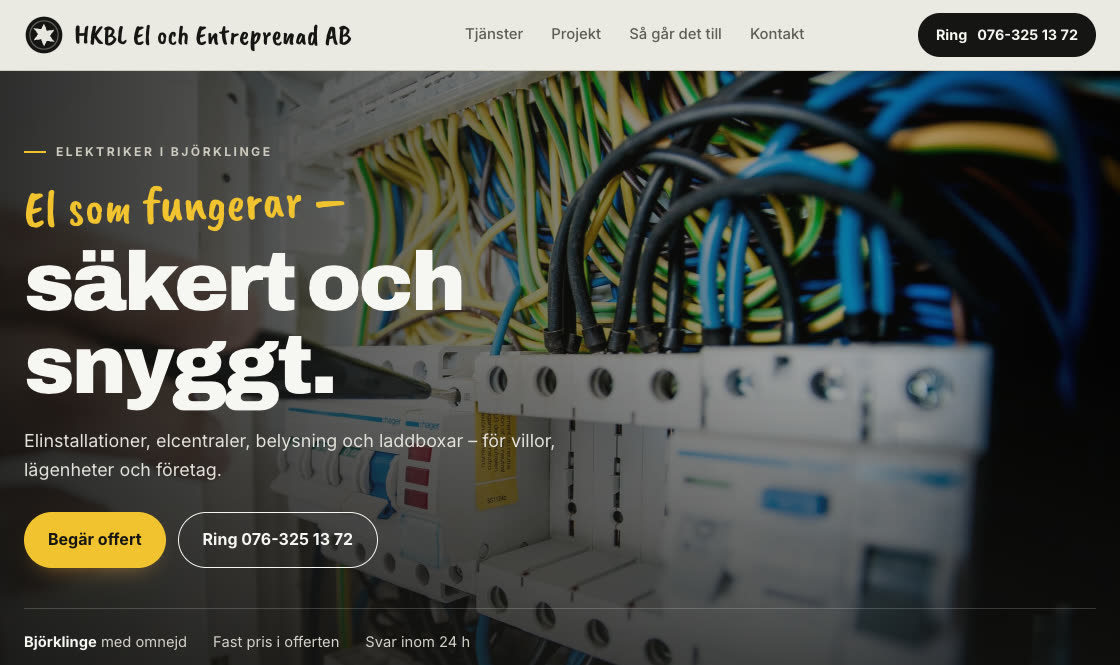 HKBL El och Entreprenad AB
Tjänster
Projekt
Så går det till
Kontakt
Ring 076-325 13 72
ELEKTRIKER I BJÖRKLINGE
El som fungerar –
säkert och
snyggt.
Elinstallationer, elcentraler, belysning och laddboxar – för villor,
lägenheter och företag.
Begär offert
Ring 076-325 13 72
Björklinge med omnejd
Fast pris i offerten
Svar inom 24 h
hager
hager